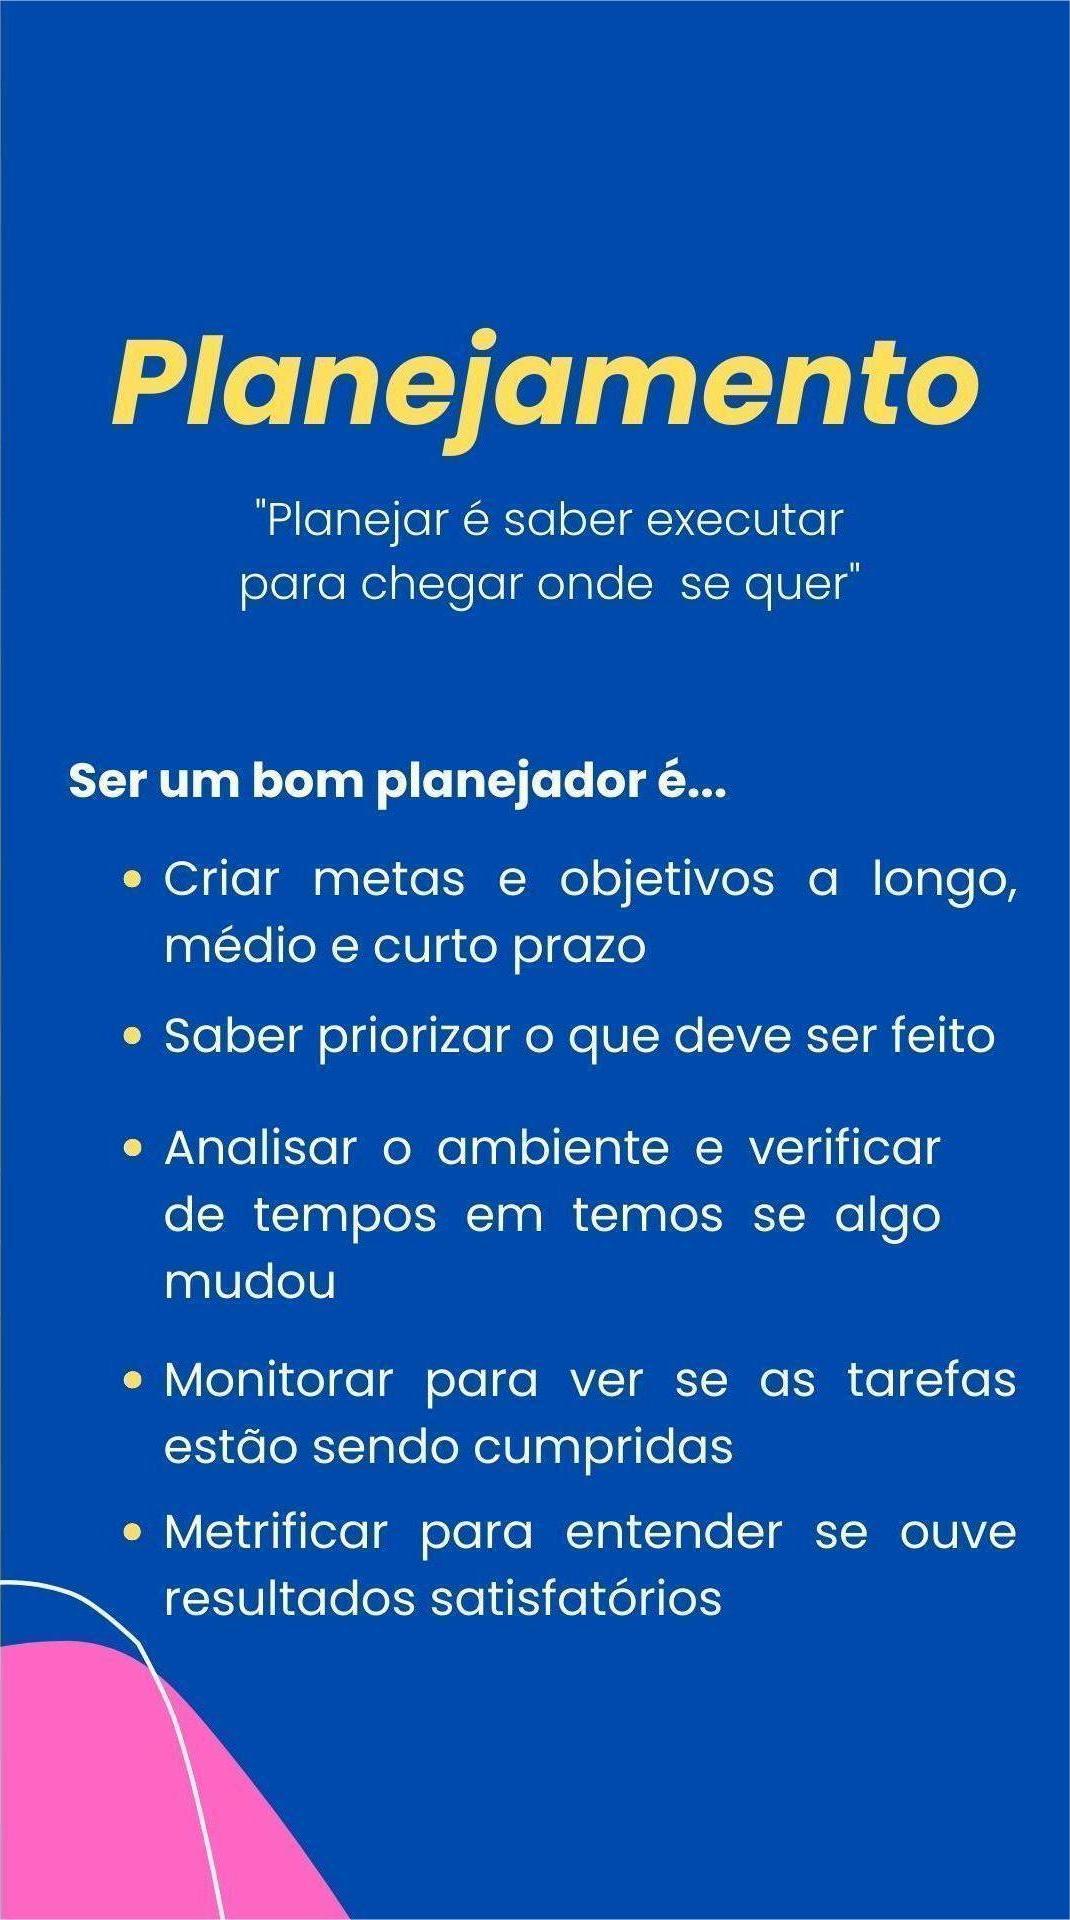 Planejamento
"Planejar é saber executar
para chegar onde  se quer"
Ser um bom planejador é...
• Criar metas e objetivos a longo,
médio e curto prazo
• Saber priorizar o que deve ser feito
• Analisar o ambiente e verificar
de tempos em temos se algo
mudou
• Monitorar para ver se as tarefas
estão sendo cumpridas
• Metrificar para entender se ouve
resultados satisfatórios